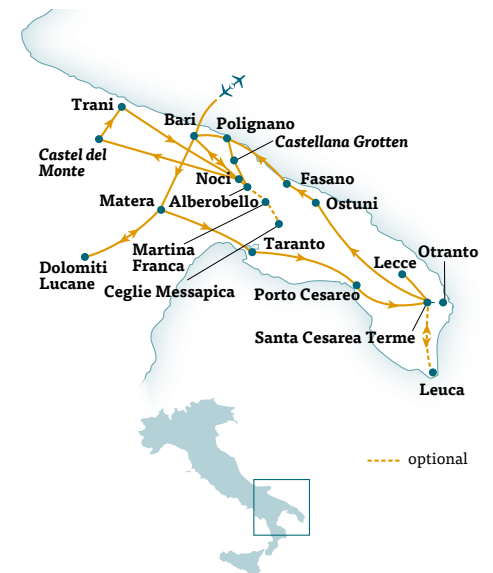 Trani
Bari
Polignano
Castellana Grotten
Castel del
Monte
Noci
Fasano
Matera
Alberobello
Ostuni
Martina
Franca
Taranto
Otranto
Lecce
Dolomiti
Lucane
Ceglie Messapica
Porto Cesareo
Santa Cesarea Terme
Leuca
optional